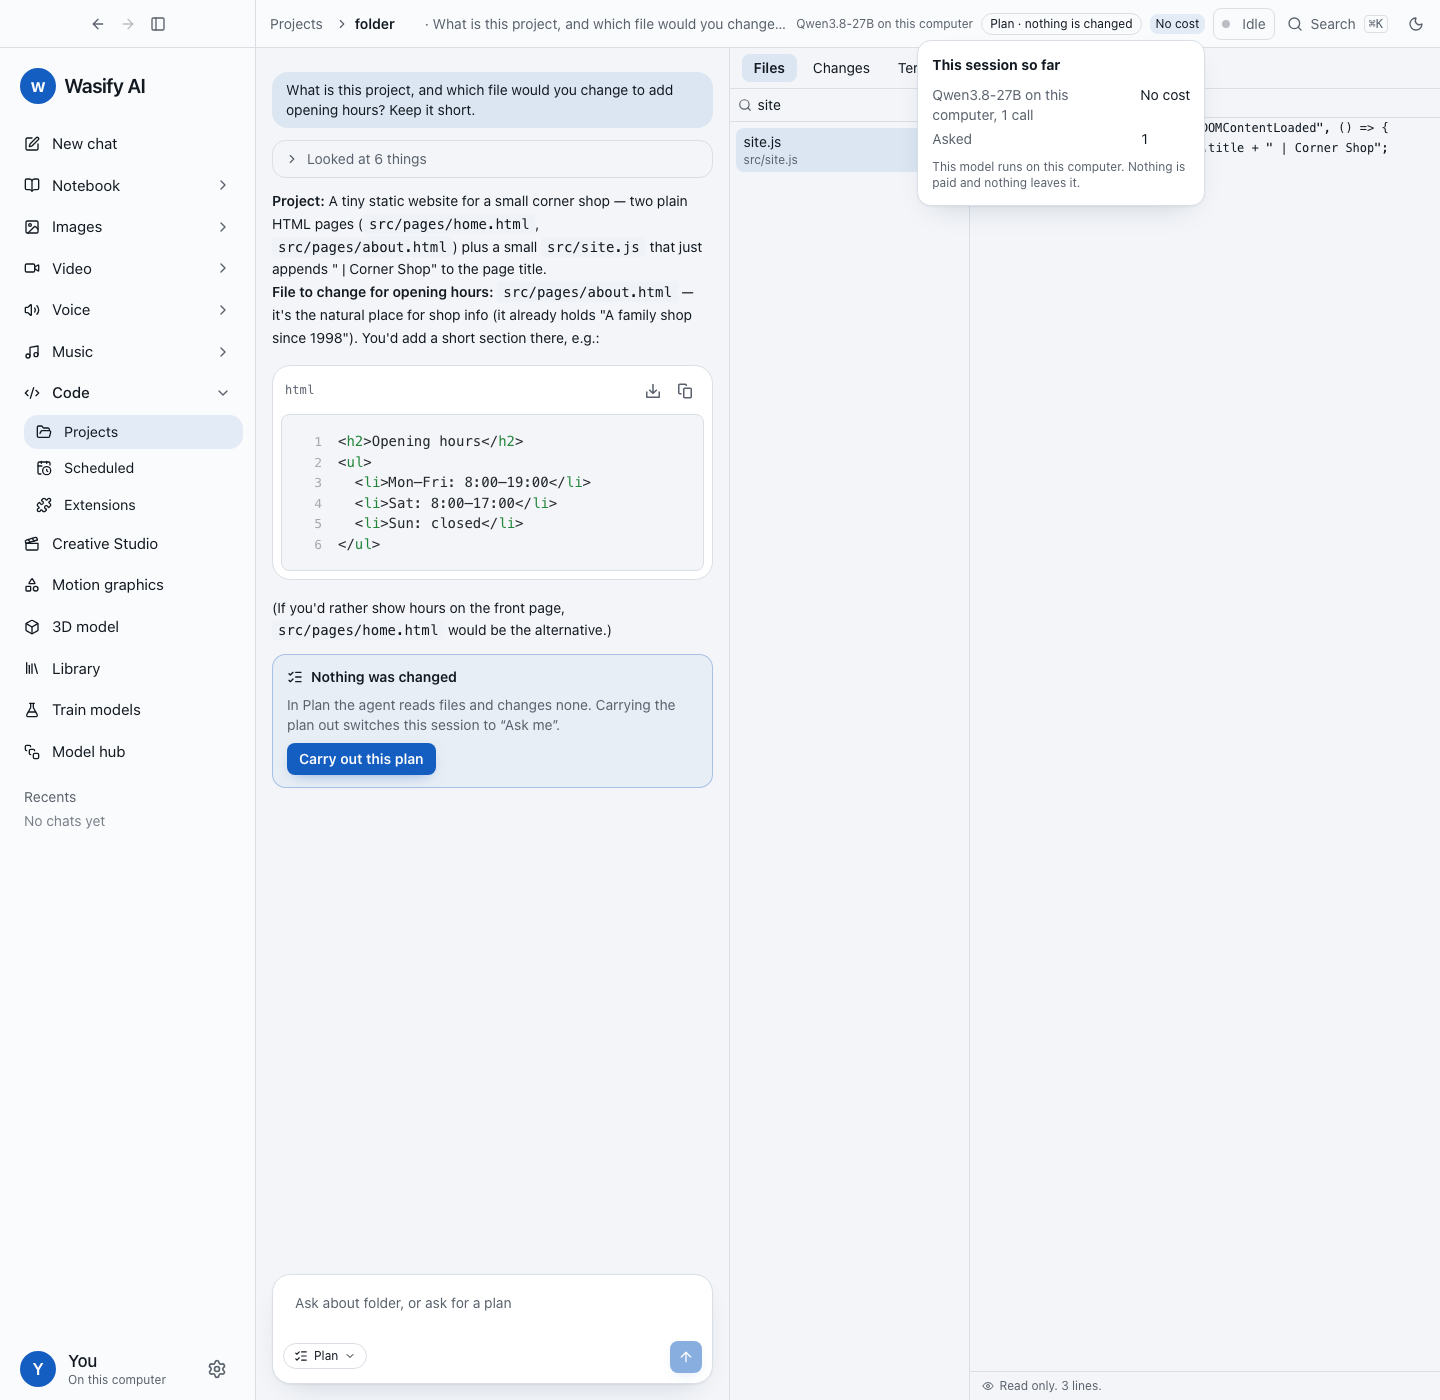 Projects
folder
· What is this project, and which file would you change...
Qwen3.8-27B on this computer
Plan · nothing is changed
No cost
Idle
Search
⌘K
W
Wasify AI
New chat
Notebook
Images
Video
Voice
Music
Code
Projects
Scheduled
Extensions
Creative Studio
Motion graphics
3D model
Library
Train models
Model hub
Recents
No chats yet
Y
You
On this computer
What is this project, and which file would you change to add
opening hours? Keep it short.
Looked at 6 things
Project: A tiny static website for a small corner shop — two plain
HTML pages ( src/pages/home.html ,
src/pages/about.html ) plus a small src/site.js that just
appends " | Corner Shop" to the page title.
File to change for opening hours: src/pages/about.html —
it's the natural place for shop info (it already holds "A family shop
since 1998"). You'd add a short section there, e.g.:
html
1 <h2>Opening hours</h2>
2 <ul>
3 <li>Mon–Fri: 8:00–19:00</li>
4 <li>Sat: 8:00–17:00</li>
5 <li>Sun: closed</li>
6 </ul>
(If you'd rather show hours on the front page,
src/pages/home.html would be the alternative.)
Nothing was changed
In Plan the agent reads files and changes none. Carrying the
plan out switches this session to “Ask me”.
Carry out this plan
Ask about folder, or ask for a plan
Plan
Files
Changes
site
site.js
src/site.js
This session so far
Qwen3.8-27B on this
computer, 1 call
No cost
Asked
1
This model runs on this computer. Nothing is
paid and nothing leaves it.
DOMContentLoaded", () => {
.title + " | Corner Shop";
Read only. 3 lines.